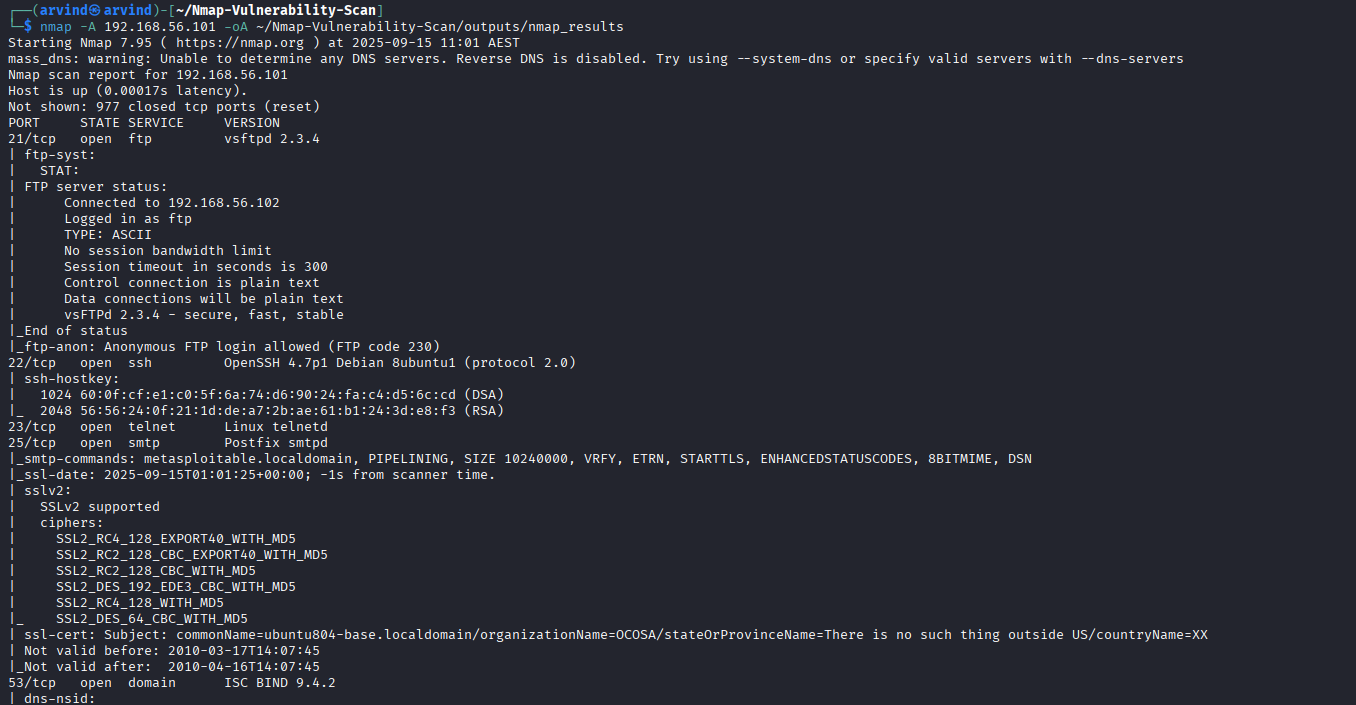 ┌──(arvind㉿arvind)-[~/Nmap-Vulnerability-Scan]
└─$ nmap -A 192.168.56.101 -oA ~/Nmap-Vulnerability-Scan/outputs/nmap_results
Starting Nmap 7.95 ( https://nmap.org ) at 2025-09-15 11:01 AEST
mass_dns: warning: Unable to determine any DNS servers. Reverse DNS is disabled. Try using --system-dns or specify valid servers with --dns-servers
Nmap scan report for 192.168.56.101
Host is up (0.00017s latency).
Not shown: 977 closed tcp ports (reset)
PORT     STATE SERVICE     VERSION
21/tcp   open  ftp         vsftpd 2.3.4
| ftp-syst:
|   STAT:
| FTP server status:
|      Connected to 192.168.56.102
|      Logged in as ftp
|      TYPE: ASCII
|      No session bandwidth limit
|      Session timeout in seconds is 300
|      Control connection is plain text
|      Data connections will be plain text
|      vsFTPd 2.3.4 - secure, fast, stable
|_End of status
|_ftp-anon: Anonymous FTP login allowed (FTP code 230)
22/tcp   open  ssh         OpenSSH 4.7p1 Debian 8ubuntu1 (protocol 2.0)
| ssh-hostkey:
|   1024 60:0f:cf:e1:c0:5f:6a:74:d6:90:24:fa:c4:d5:6c:cd (DSA)
|_  2048 56:56:24:0f:21:1d:de:a7:2b:ae:61:b1:24:3d:e8:f3 (RSA)
23/tcp   open  telnet      Linux telnetd
25/tcp   open  smtp        Postfix smtpd
|_smtp-commands: metasploitable.localdomain, PIPELINING, SIZE 10240000, VRFY, ETRN, STARTTLS, ENHANCEDSTATUSCODES, 8BITMIME, DSN
|_ssl-date: 2025-09-15T01:01:25+00:00; -1s from scanner time.
| sslv2:
|   SSLv2 supported
|   ciphers:
|     SSL2_RC4_128_EXPORT40_WITH_MD5
|     SSL2_RC2_128_CBC_EXPORT40_WITH_MD5
|     SSL2_RC2_128_CBC_WITH_MD5
|     SSL2_DES_192_EDE3_CBC_WITH_MD5
|     SSL2_RC4_128_WITH_MD5
|_    SSL2_DES_64_CBC_WITH_MD5
| ssl-cert: Subject: commonName=ubuntu804-base.localdomain/organizationName=OCOSA/stateOrProvinceName=There is no such thing outside US/countryName=XX
| Not valid before: 2010-03-17T14:07:45
|_Not valid after:  2010-04-16T14:07:45
53/tcp   open  domain      ISC BIND 9.4.2
| dns-nsid: